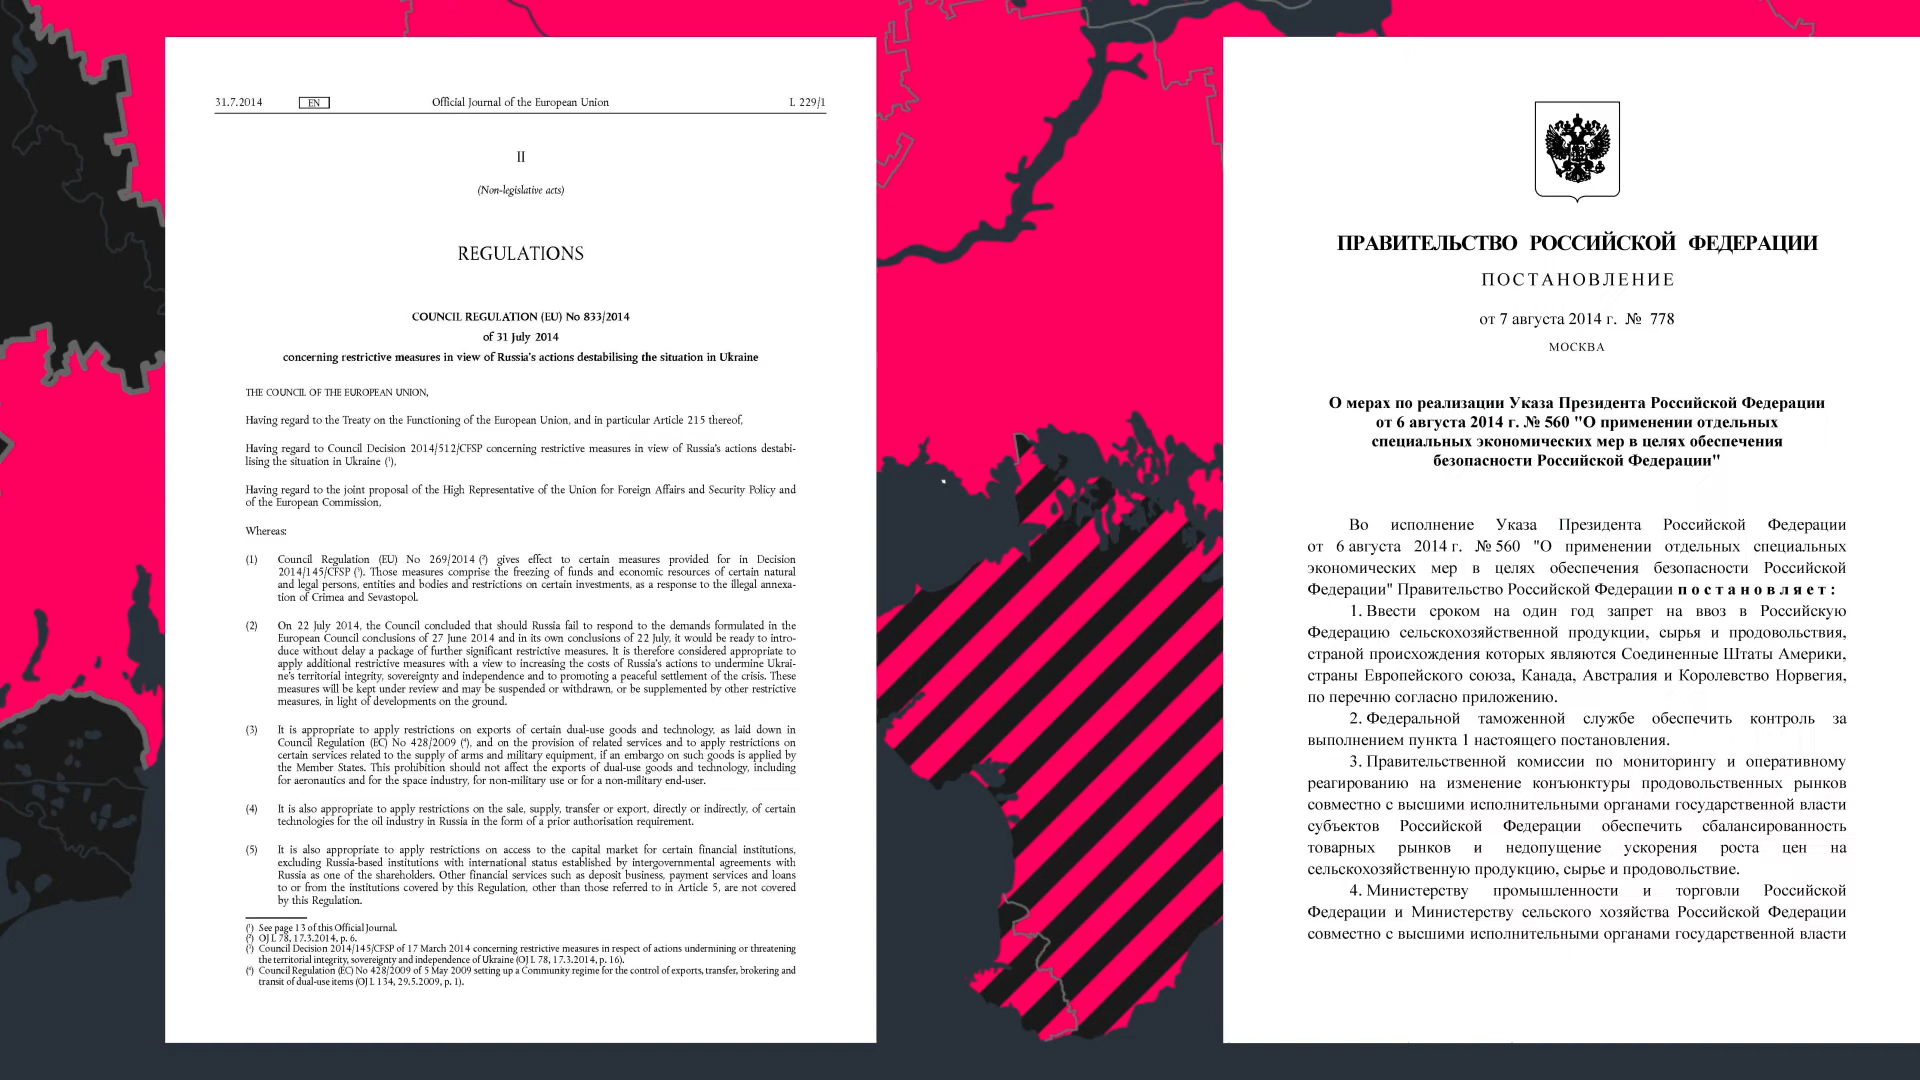 31.7.2014 EN Official Journal of the European Union L 229/1
II
(Non-legislative acts)
REGULATIONS
COUNCIL REGULATION (EU) No 833/2014
of 31 July 2014
concerning restrictive measures in view of Russia's actions destabilising the situation in Ukraine
THE COUNCIL OF THE EUROPEAN UNION,
Having regard to the Treaty on the Functioning of the European Union, and in particular Article 215 thereof,
Having regard to Council Decision 2014/512/CFSP concerning restrictive measures in view of Russia's actions destabi-
lising the situation in Ukraine (¹),
Having regard to the joint proposal of the High Representative of the Union for Foreign Affairs and Security Policy and
of the European Commission,
Whereas:
(1) Council Regulation (EU) No 269/2014 (²) gives effect to certain measures provided for in Decision
2014/145/CFSP (³). Those measures comprise the freezing of funds and economic resources of certain natural
and legal persons, entities and bodies and restrictions on certain investments, as a response to the illegal annexa-
tion of Crimea and Sevastopol.
(2) On 22 July 2014, the Council concluded that should Russia fail to respond to the demands formulated in the
European Council conclusions of 27 June 2014 and in its own conclusions of 22 July, it would be ready to intro-
duce without delay a package of further significant restrictive measures. It is therefore considered appropriate to
apply additional restrictive measures with a view to increasing the costs of Russia's actions to undermine Ukrai-
ne's territorial integrity, sovereignty and independence and to promoting a peaceful settlement of the crisis. These
measures will be kept under review and may be suspended or withdrawn, or be supplemented by other restrictive
measures, in light of developments on the ground.
(3) It is appropriate to apply restrictions on exports of certain dual-use goods and technology, as laid down in
Council Regulation (EC) No 428/2009 (⁴), and on the provision of related services and to apply restrictions on
certain services related to the supply of arms and military equipment, if an embargo on such goods is applied by
the Member States. This prohibition should not affect the exports of dual-use goods and technology, including
for aeronautics and for the space industry, for non-military use or for a non-military end-user.
(4) It is also appropriate to apply restrictions on the sale, supply, transfer or export, directly or indirectly, of certain
technologies for the oil industry in Russia in the form of a prior authorisation requirement.
(5) It is also appropriate to apply restrictions on access to the capital market for certain financial institutions,
excluding Russia-based institutions with international status established by intergovernmental agreements with
Russia as one of the shareholders. Other financial services such as deposit business, payment services and loans
to or from the institutions covered by this Regulation, other than those referred to in Article 5, are not covered
by this Regulation.
(¹) See page 13 of this Official Journal.
(²) OJ L 78, 17.3.2014, p. 6.
(³) Council Decision 2014/145/CFSP of 17 March 2014 concerning restrictive measures in respect of actions undermining or threatening
the territorial integrity, sovereignty and independence of Ukraine (OJ L 78, 17.3.2014, p. 16).
(⁴) Council Regulation (EC) No 428/2009 of 5 May 2009 setting up a Community regime for the control of exports, transfer, brokering and
transit of dual-use items (OJ L 134, 29.5.2009, p. 1).
ПРАВИТЕЛЬСТВО РОССИЙСКОЙ ФЕДЕРАЦИИ
ПОСТАНОВЛЕНИЕ
от 7 августа 2014 г. № 778
МОСКВА
О мерах по реализации Указа Президента Российской Федерации
от 6 августа 2014 г. № 560 "О применении отдельных
специальных экономических мер в целях обеспечения
безопасности Российской Федерации"
Во исполнение Указа Президента Российской Федерации
от 6 августа 2014 г. № 560 "О применении отдельных специальных
экономических мер в целях обеспечения безопасности Российской
Федерации" Правительство Российской Федерации постановляет:
1. Ввести сроком на один год запрет на ввоз в Российскую
Федерацию сельскохозяйственной продукции, сырья и продовольствия,
страной происхождения которых являются Соединенные Штаты Америки,
страны Европейского союза, Канада, Австралия и Королевство Норвегия,
по перечню согласно приложению.
2. Федеральной таможенной службе обеспечить контроль за
выполнением пункта 1 настоящего постановления.
3. Правительственной комиссии по мониторингу и оперативному
реагированию на изменение конъюнктуры продовольственных рынков
совместно с высшими исполнительными органами государственной власти
субъектов Российской Федерации обеспечить сбалансированность
товарных рынков и недопущение ускорения роста цен на
сельскохозяйственную продукцию, сырье и продовольствие.
4. Министерству промышленности и торговли Российской
Федерации и Министерству сельского хозяйства Российской Федерации
совместно с высшими исполнительными органами государственной власти